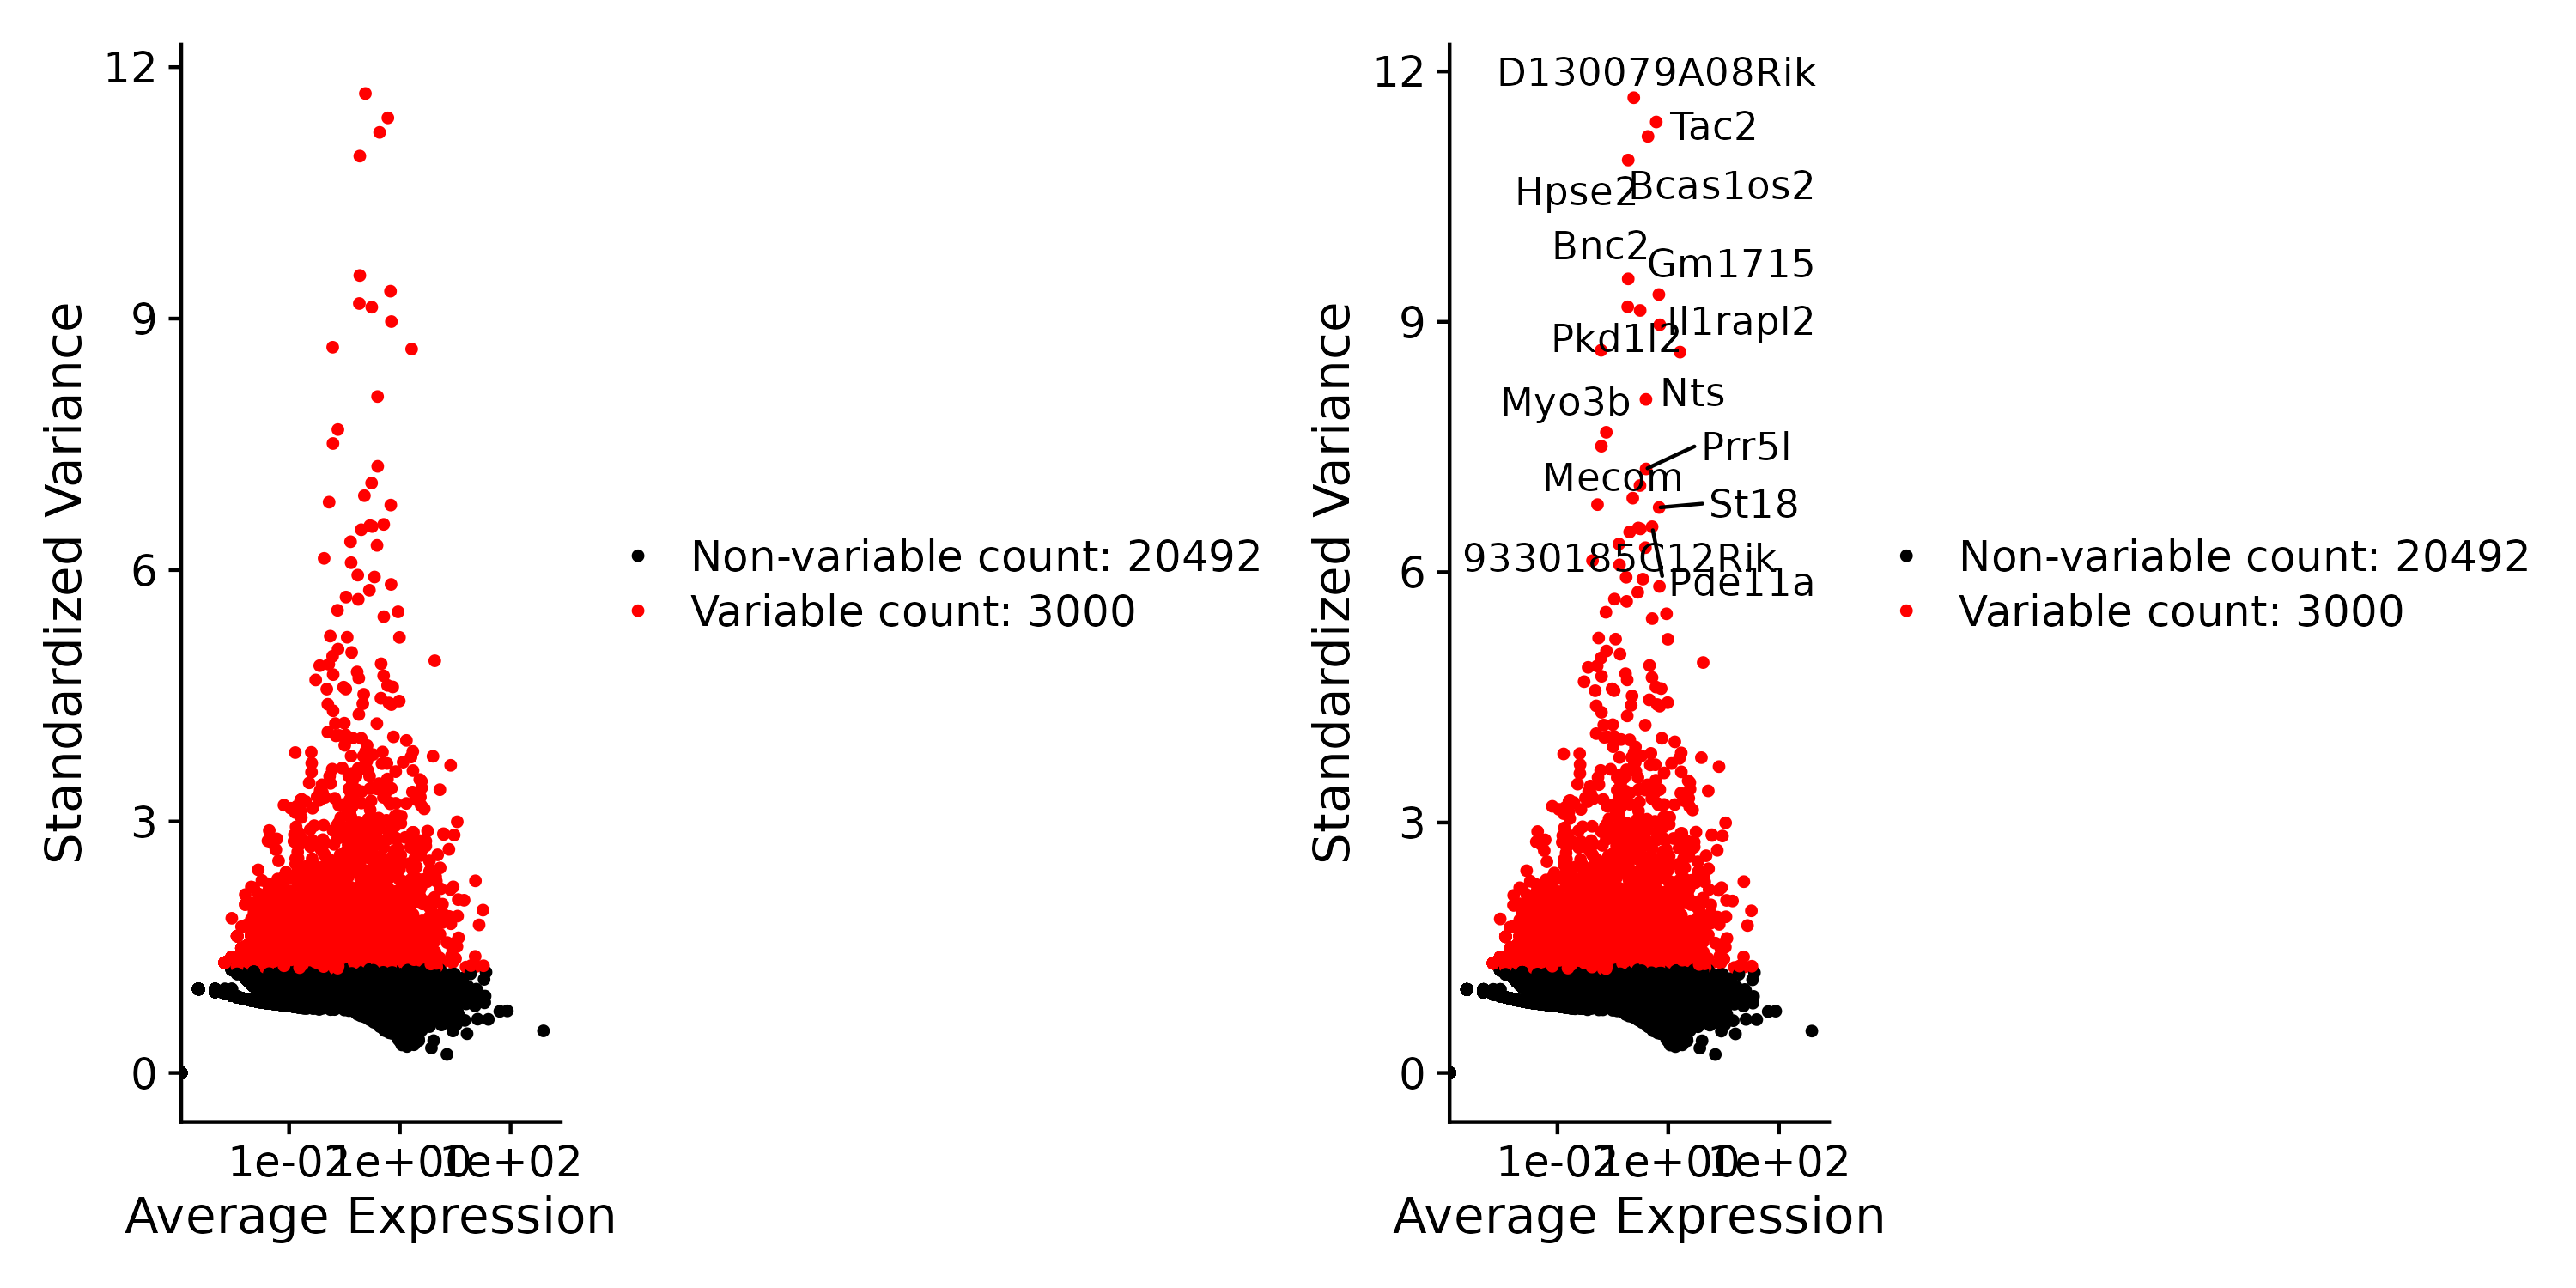 12
9
6
3
0
Standardized Variance
1e-02
1e+00
1e+02
Average Expression
Non-variable count: 20492
Variable count: 3000
12
9
6
3
0
Standardized Variance
D130079A08Rik
Tac2
Hpse2
Bcas1os2
Bnc2
Gm1715
Il1rapl2
Pkd1l2
Nts
Myo3b
Prr5l
Mecom
St18
9330185C12Rik
Pde11a
1e-02
1e+00
1e+02
Average Expression
Non-variable count: 20492
Variable count: 3000